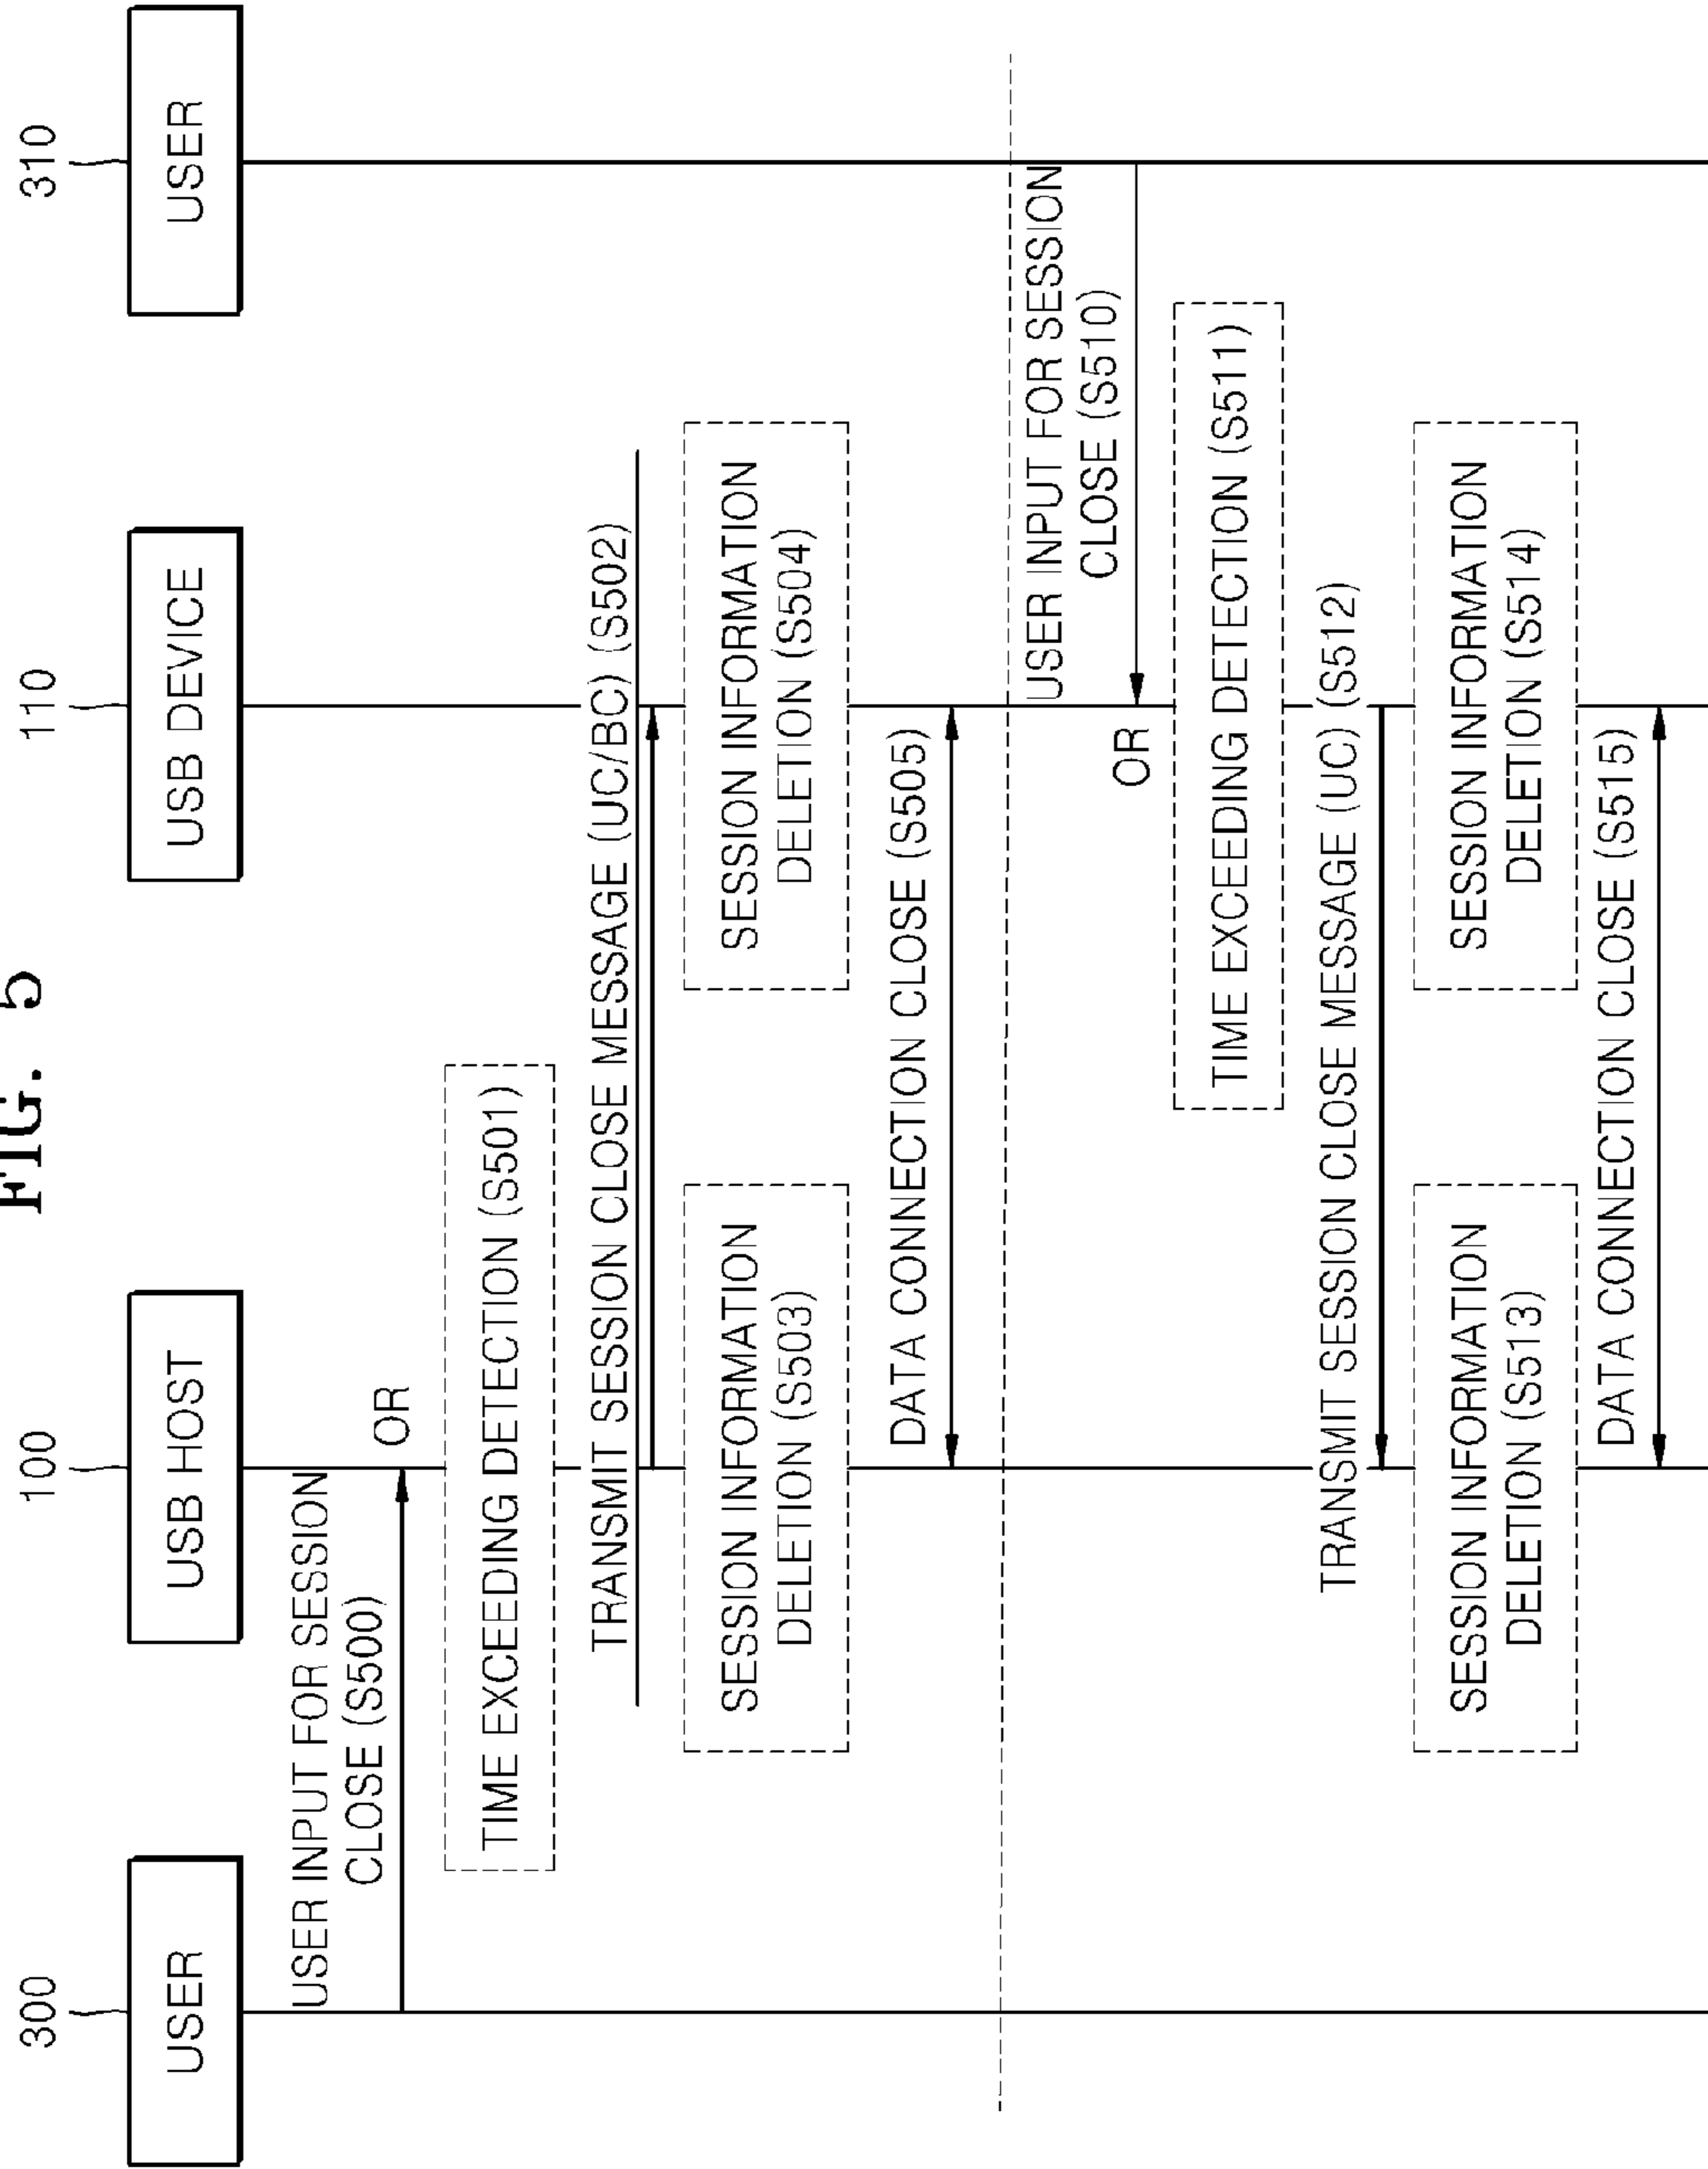 FIG. 5
300
100
110
310
USER
USB HOST
USB DEVICE
USER
USER INPUT FOR SESSION
CLOSE (S500)
OR
TIME EXCEEDING DETECTION (S501)
TRANSMIT SESSION CLOSE MESSAGE (UC/BC) (S502)
SESSION INFORMATION
DELETION (S503)
SESSION INFORMATION
DELETION (S504)
DATA CONNECTION CLOSE (S505)
USER INPUT FOR SESSION
CLOSE (S510)
OR
TIME EXCEEDING DETECTION (S511)
TRANSMIT SESSION CLOSE MESSAGE (UC) (S512)
SESSION INFORMATION
DELETION (S513)
SESSION INFORMATION
DELETION (S514)
DATA CONNECTION CLOSE (S515)